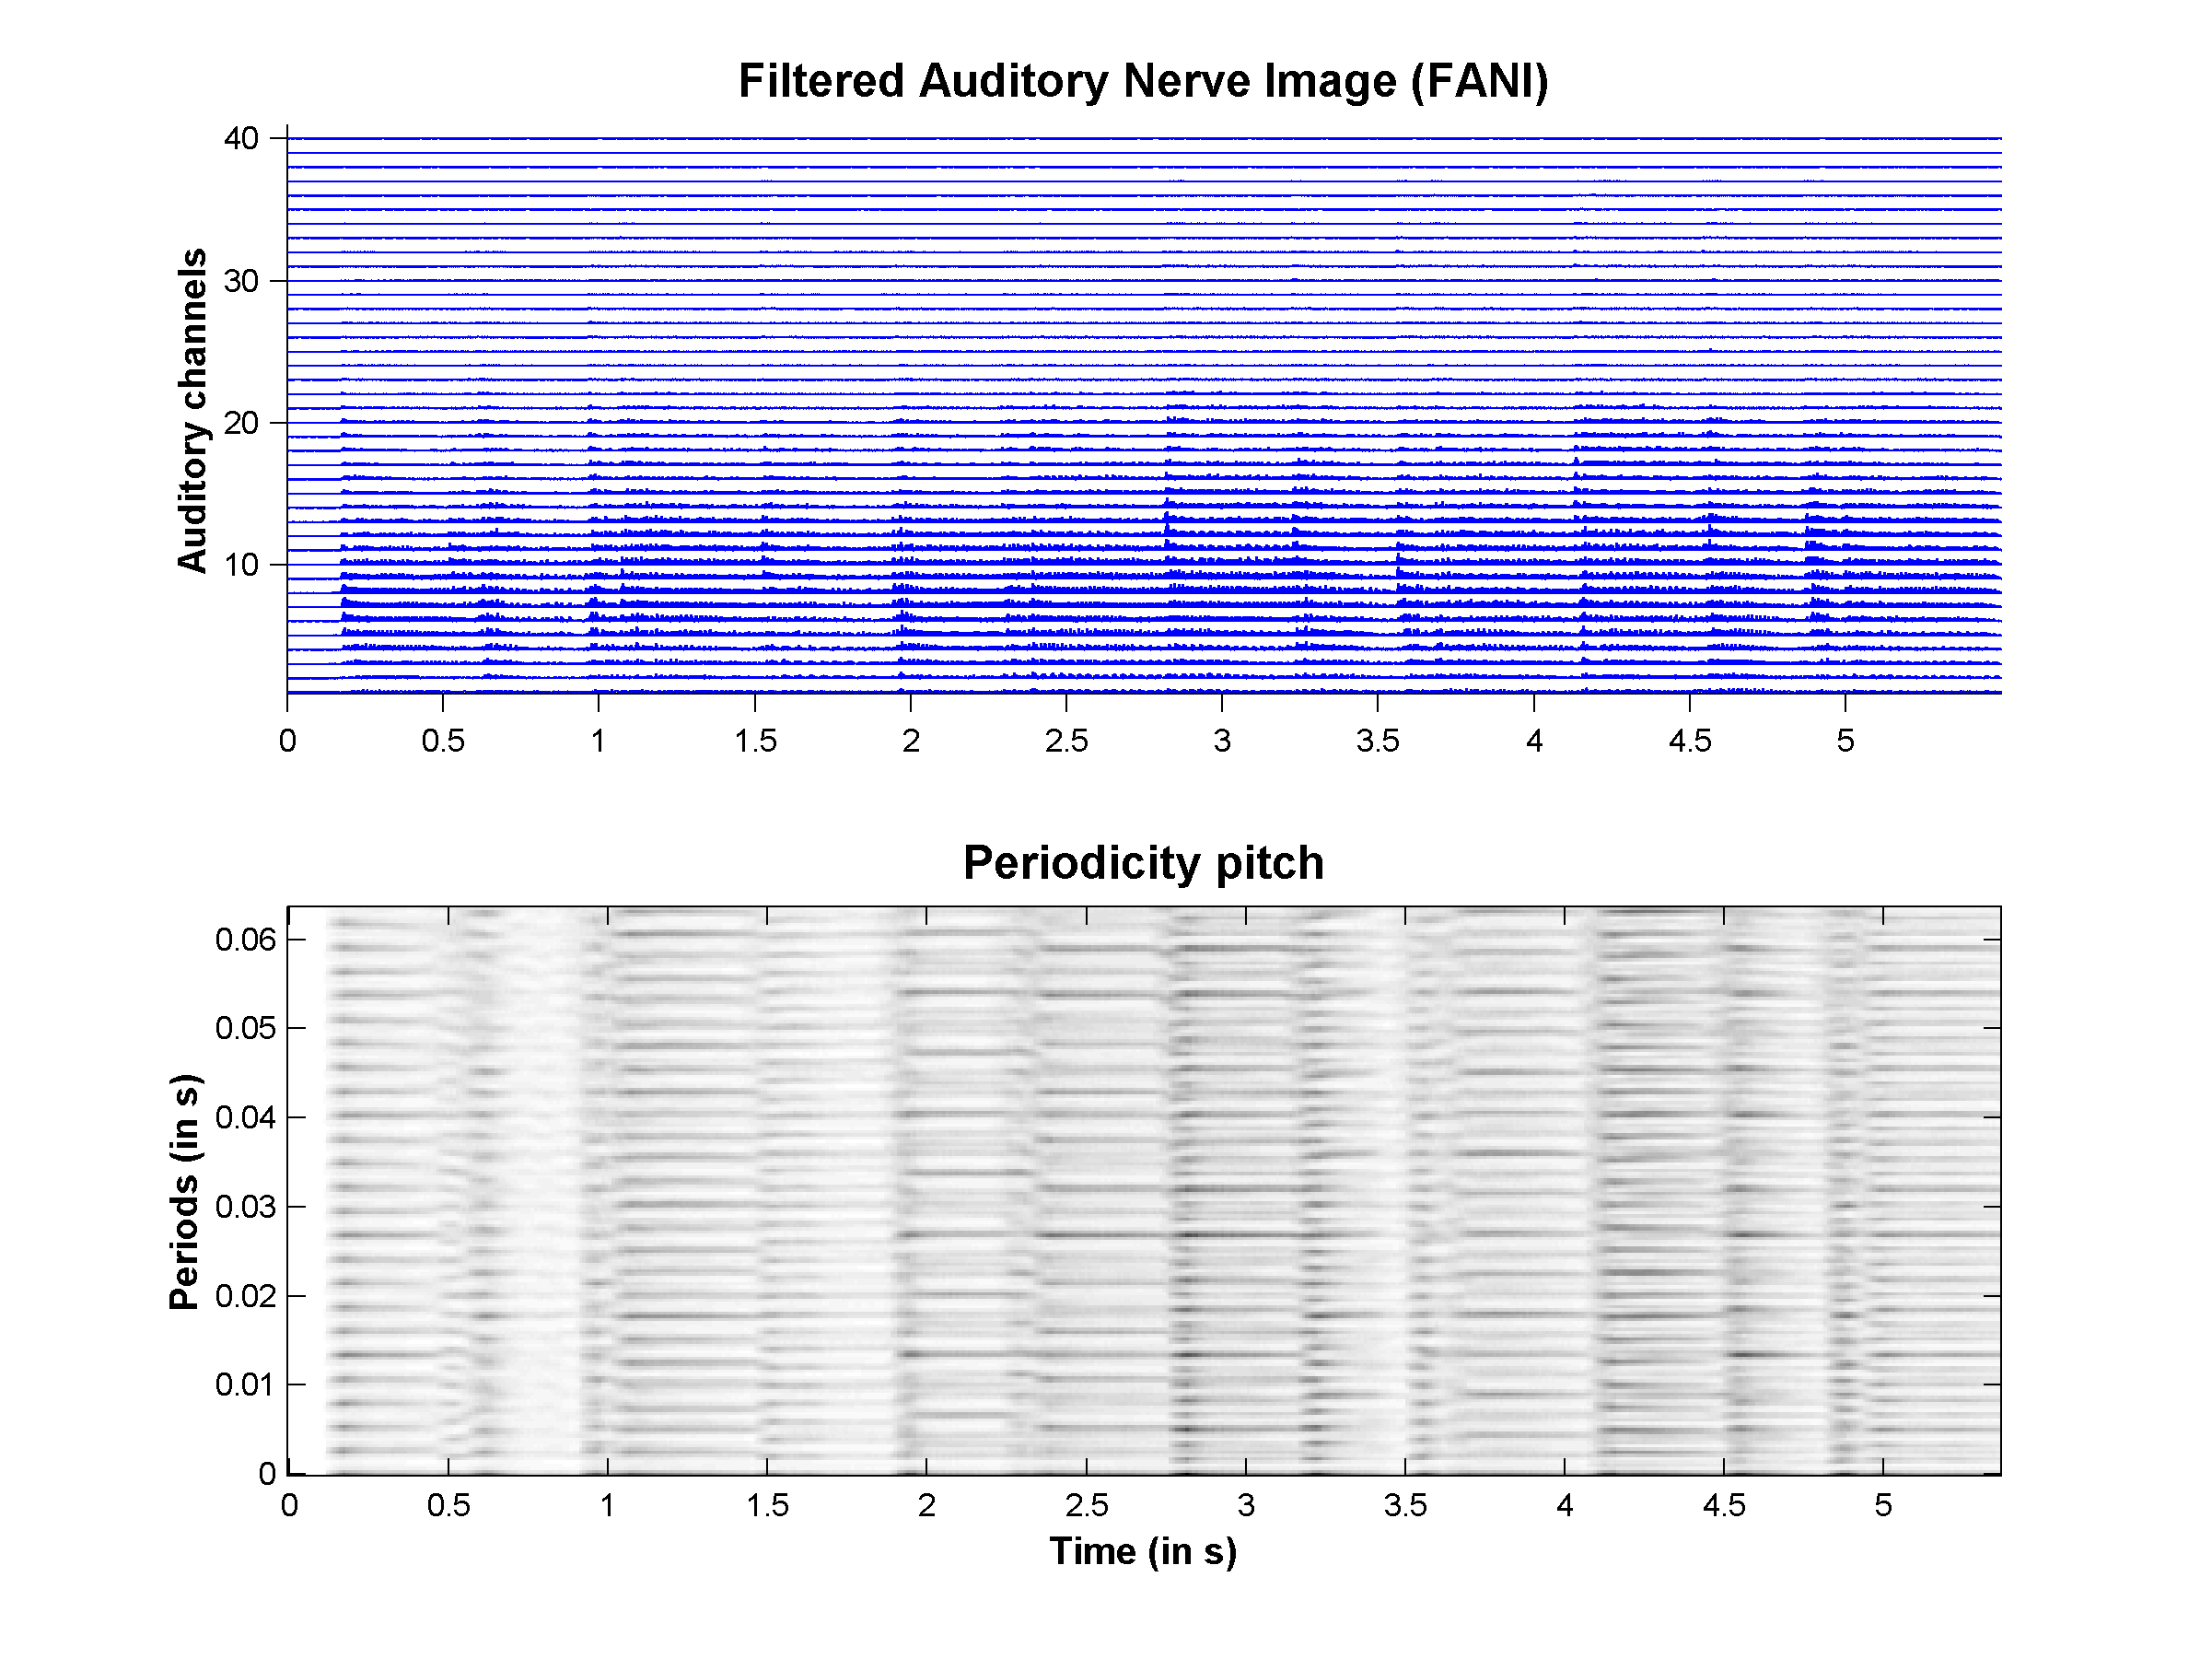 Filtered Auditory Nerve Image (FANI)
40
30
20
10
Auditory channels
0 0.5 1 1.5 2 2.5 3 3.5 4 4.5 5
Periodicity pitch
0.06
0.05
0.04
0.03
0.02
0.01
0
Periods (in s)
0 0.5 1 1.5 2 2.5 3 3.5 4 4.5 5
Time (in s)